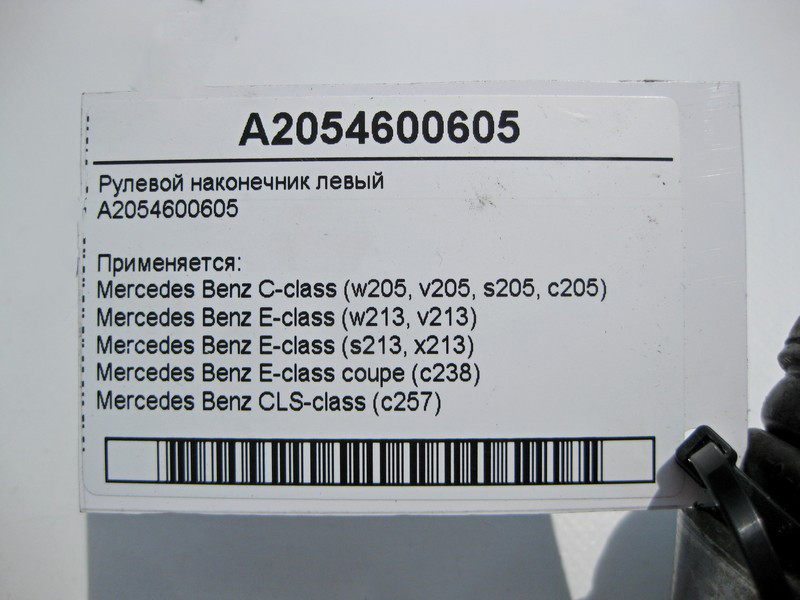 A2054600605
Рулевой наконечник левый
A2054600605
Применяется:
Mercedes Benz C-class (w205, v205, s205, c205)
Mercedes Benz E-class (w213, v213)
Mercedes Benz E-class (s213, x213)
Mercedes Benz E-class coupe (c238)
Mercedes Benz CLS-class (c257)